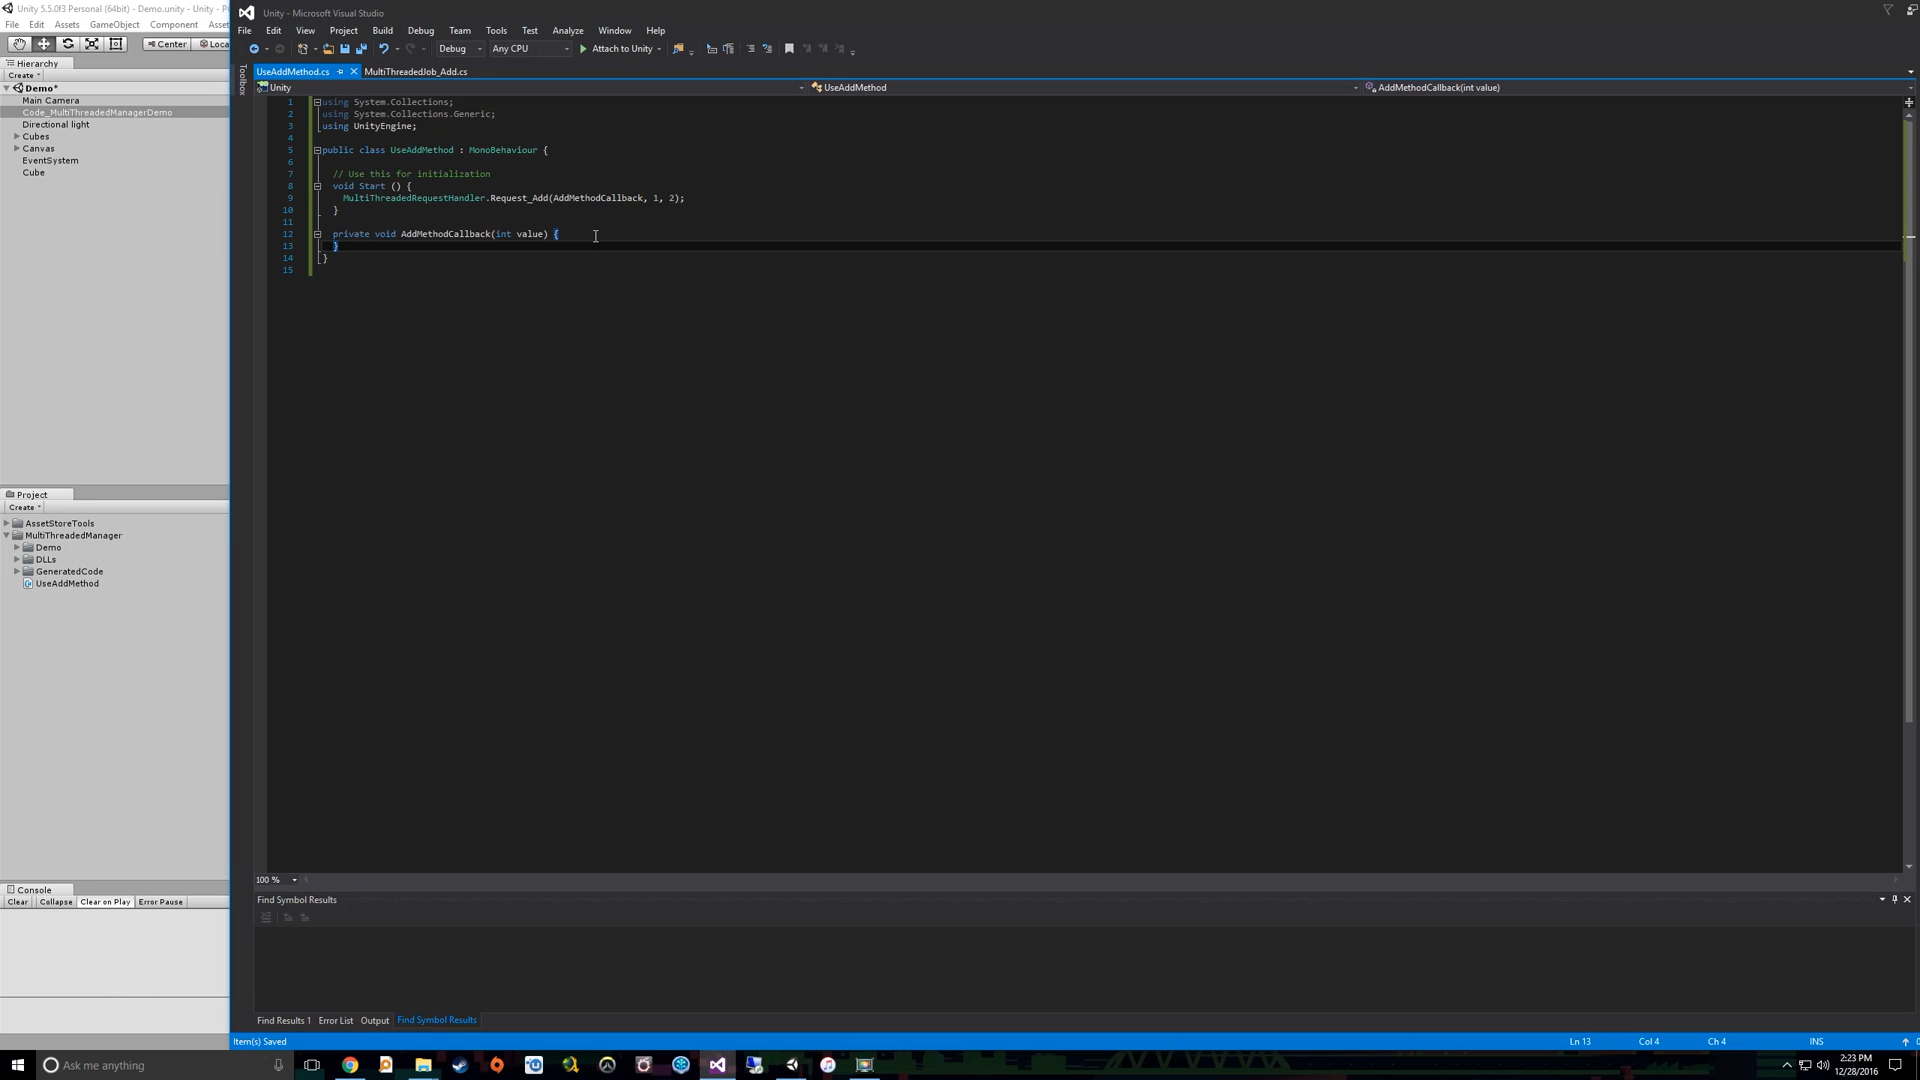 Unity 5.5.0f3 Personal (64bit) - Demo.unity - Unity - P
Unity - Microsoft Visual Studio
File Edit Assets GameObject Component Asset
File Edit View Project Build Debug Team Tools Test Analyze Window Help
Center Loca
Debug Any CPU Attach to Unity
Hierarchy
Create
Demo*
Main Camera
Code_MultiThreadedManagerDemo
Directional light
Cubes
Canvas
EventSystem
Cube
Toolbox
UseAddMethod.cs MultiThreadedJob_Add.cs
Unity UseAddMethod AddMethodCallback(int value)
1 using System.Collections;
2 using System.Collections.Generic;
3 using UnityEngine;
4
5 public class UseAddMethod : MonoBehaviour {
6
7 // Use this for initialization
8 void Start () {
9 MultiThreadedRequestHandler.Request_Add(AddMethodCallback, 1, 2);
10 }
11
12 private void AddMethodCallback(int value) {
13 }
14 }
15
Project
Create
AssetStoreTools
MultiThreadedManager
Demo
DLLs
GeneratedCode
UseAddMethod
100 %
Console
Clear Collapse Clear on Play Error Pause
Find Symbol Results
Find Results 1 Error List Output Find Symbol Results
Item(s) Saved Ln 13 Col 4 Ch 4 INS 0
Ask me anything
2:23 PM
12/28/2016